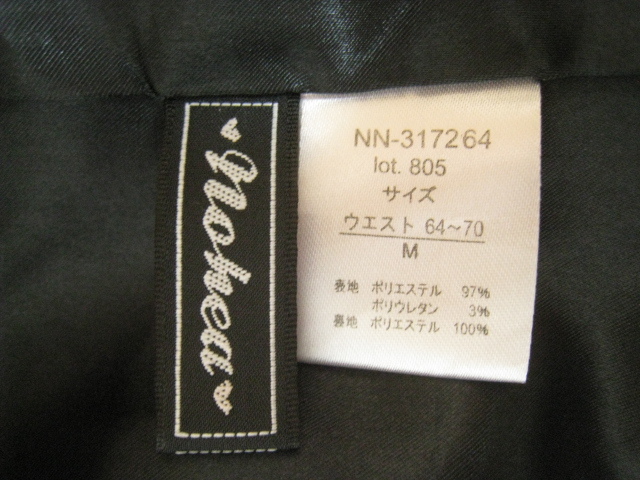 Mohea
NN-317264
lot. 805
サイズ
ウエスト 64～70
M
表地 ポリエステル 97%
ポリウレタン 3%
裏地 ポリエステル 100%